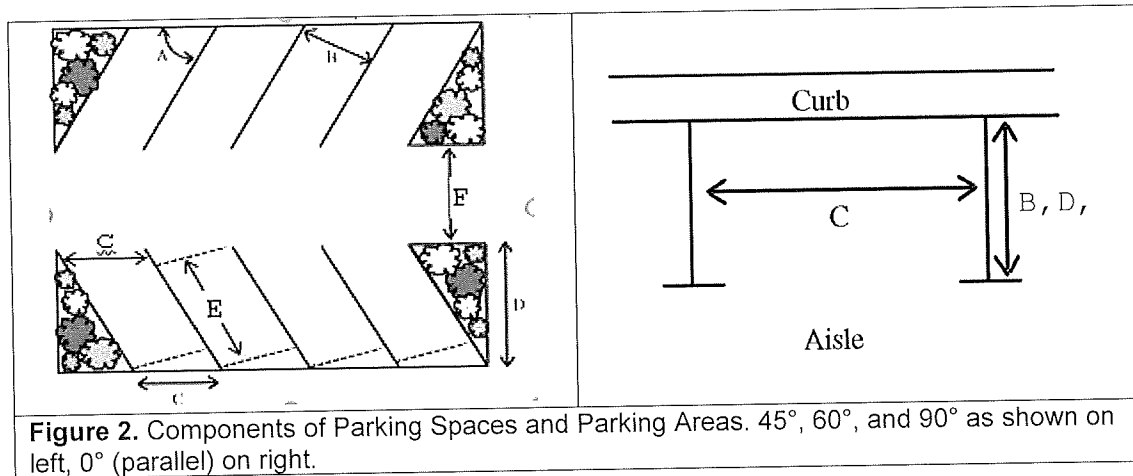 A
B
F
C
E
D
C
Curb
C
B, D,
Aisle
Figure 2. Components of Parking Spaces and Parking Areas. 45°, 60°, and 90° as shown on
left, 0° (parallel) on right.